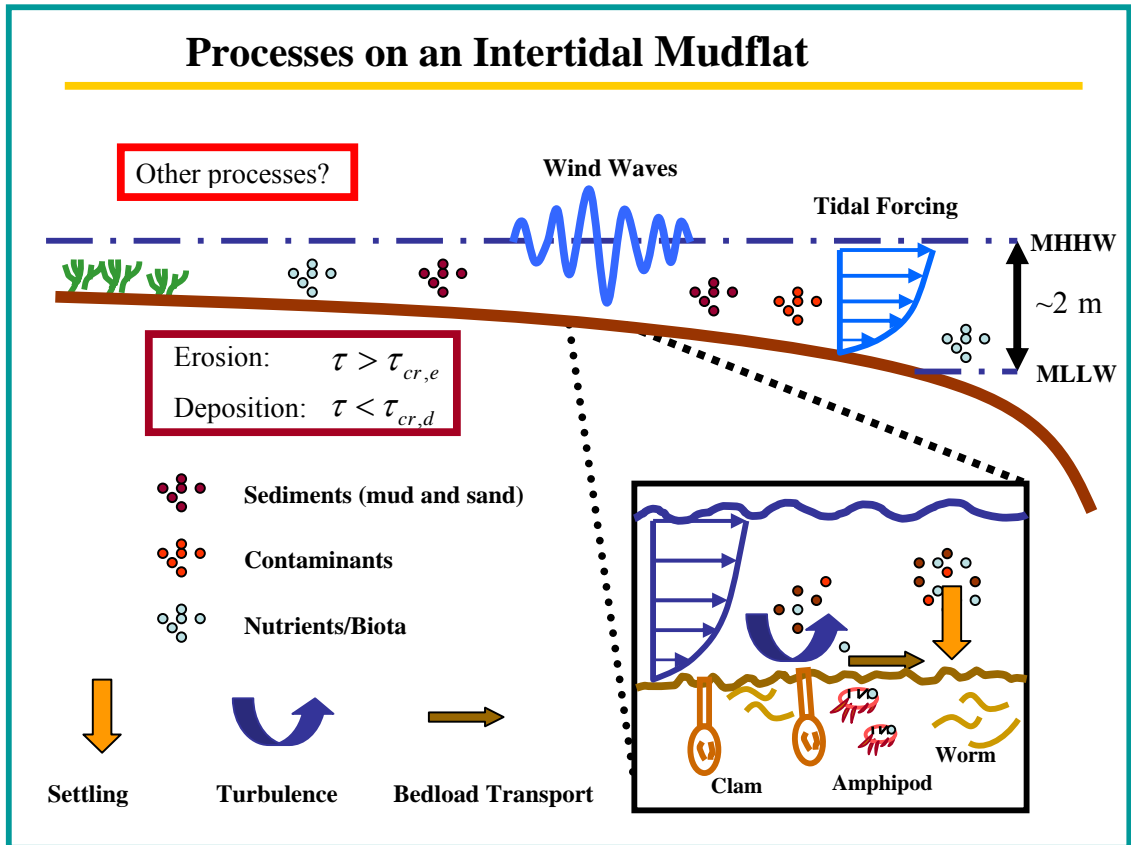 Processes on an Intertidal Mudflat
Other processes?
Wind Waves
Tidal Forcing
MHHW
~2 m
MLLW
Erosion: τ > τcr,e
Deposition: τ < τcr,d
Sediments (mud and sand)
Contaminants
Nutrients/Biota
Settling
Turbulence
Bedload Transport
Clam
Amphipod
Worm